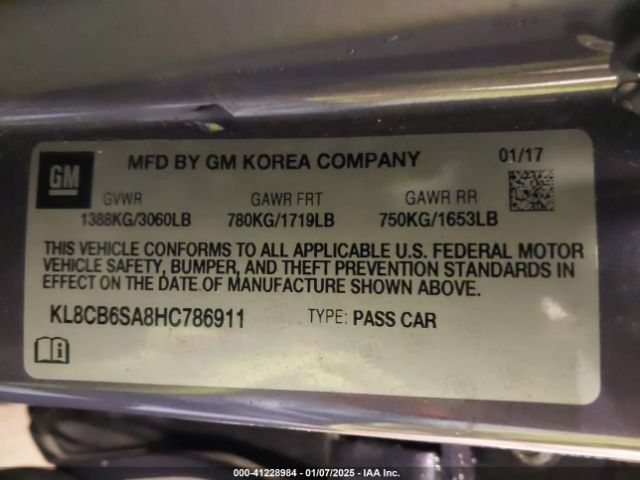 GM
MFD BY GM KOREA COMPANY
01/17
GVWR GAWR FRT GAWR RR
1388KG/3060LB 780KG/1719LB 750KG/1653LB
THIS VEHICLE CONFORMS TO ALL APPLICABLE U.S. FEDERAL MOTOR
VEHICLE SAFETY, BUMPER, AND THEFT PREVENTION STANDARDS IN
EFFECT ON THE DATE OF MANUFACTURE SHOWN ABOVE.
KL8CB6SA8HC786911 TYPE: PASS CAR
000-41228984 - 01/07/2025 - IAA Inc.